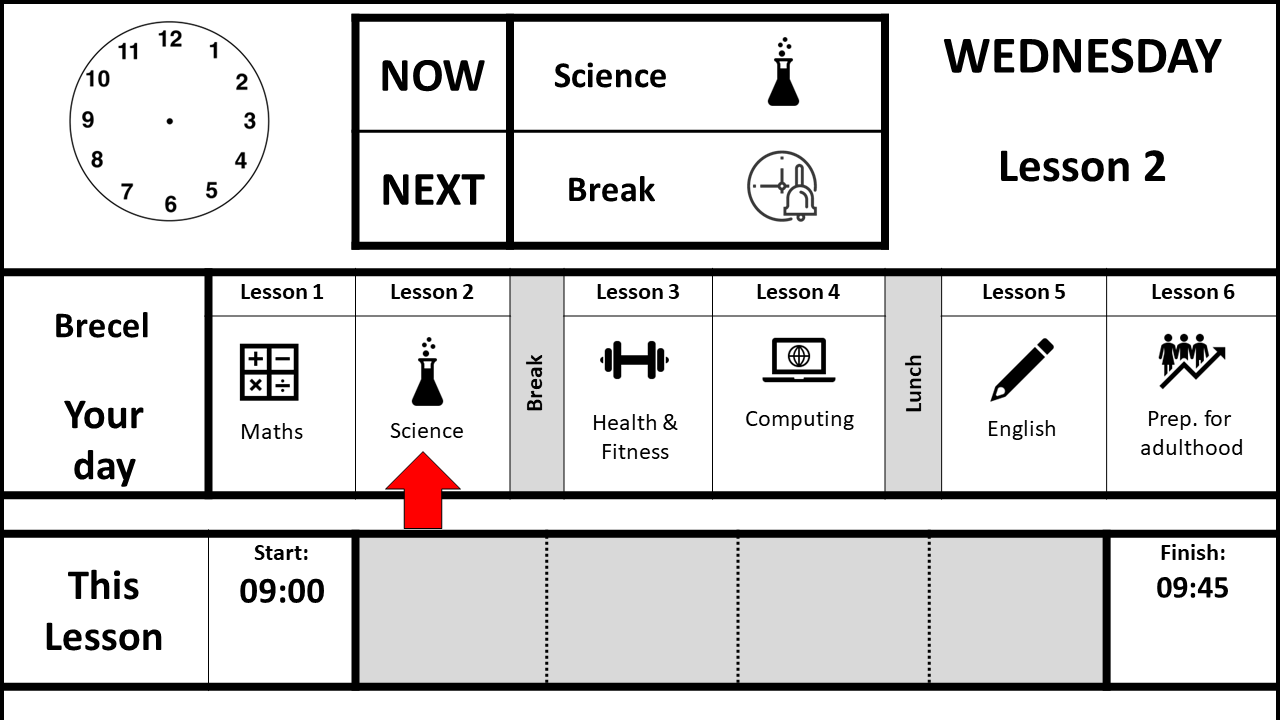 12
11
1
10
2
9
3
8
4
7
5
6
NOW
Science
NEXT
Break
WEDNESDAY
Lesson 2
Brecel
Your
day
Lesson 1
Maths
Lesson 2
Science
Break
Lesson 3
Health &
Fitness
Lesson 4
Computing
Lunch
Lesson 5
English
Lesson 6
Prep. for
adulthood
This
Lesson
Start:
09:00
Finish:
09:45